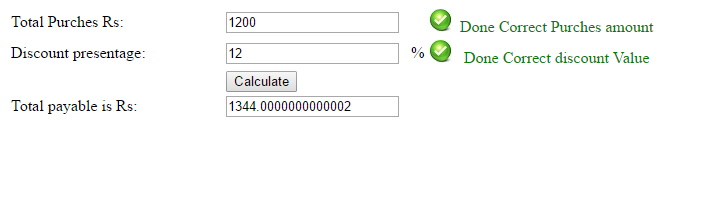 Total Purches Rs: 1200 Done Correct Purches amount
Discount presentage: 12 % Done Correct discount Value
Calculate
Total payable is Rs: 1344.0000000000002